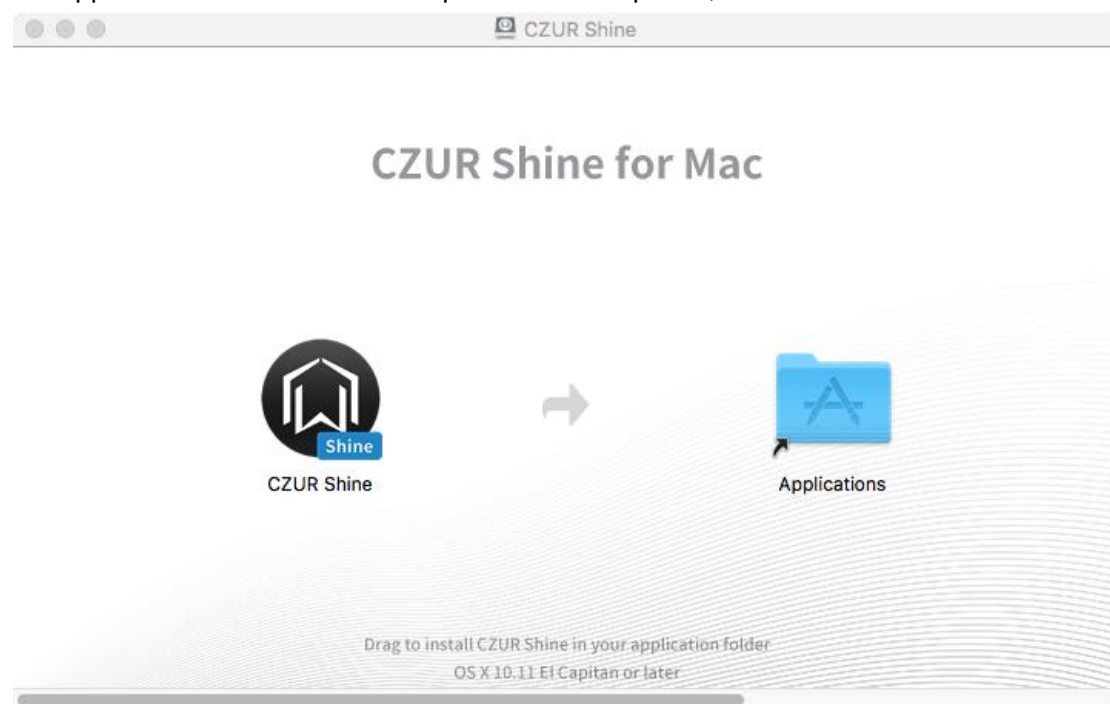 CZUR Shine
CZUR Shine for Mac
Shine
CZUR Shine
Applications
Drag to install CZUR Shine in your application folder
OS X 10.11 El Capitan or later